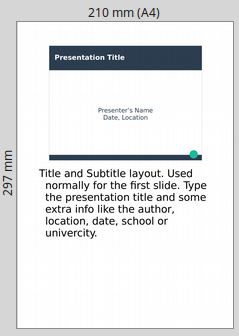 210 mm (A4)
297 mm
Presentation Title
Presenter's Name
Date, Location
Title and Subtitle layout. Used
normally for the first slide. Type
the presentation title and some
extra info like the author,
location, date, school or
univercity.